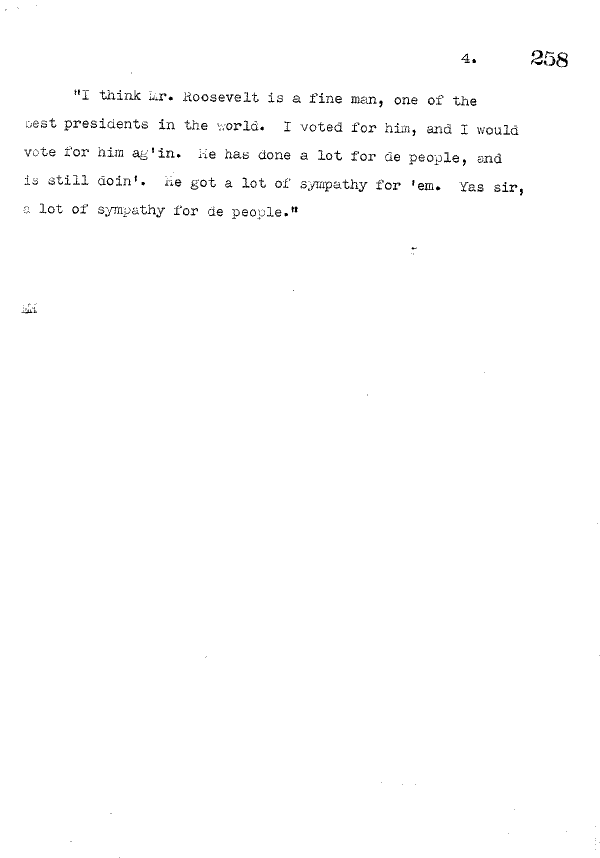 4. 258
"I think Mr. Roosevelt is a fine man, one of the
best presidents in the world. I voted for him, and I would
vote for him ag'in. He has done a lot for de people, and
is still doin'. He got a lot of sympathy for 'em. Yas sir,
a lot of sympathy for de people."